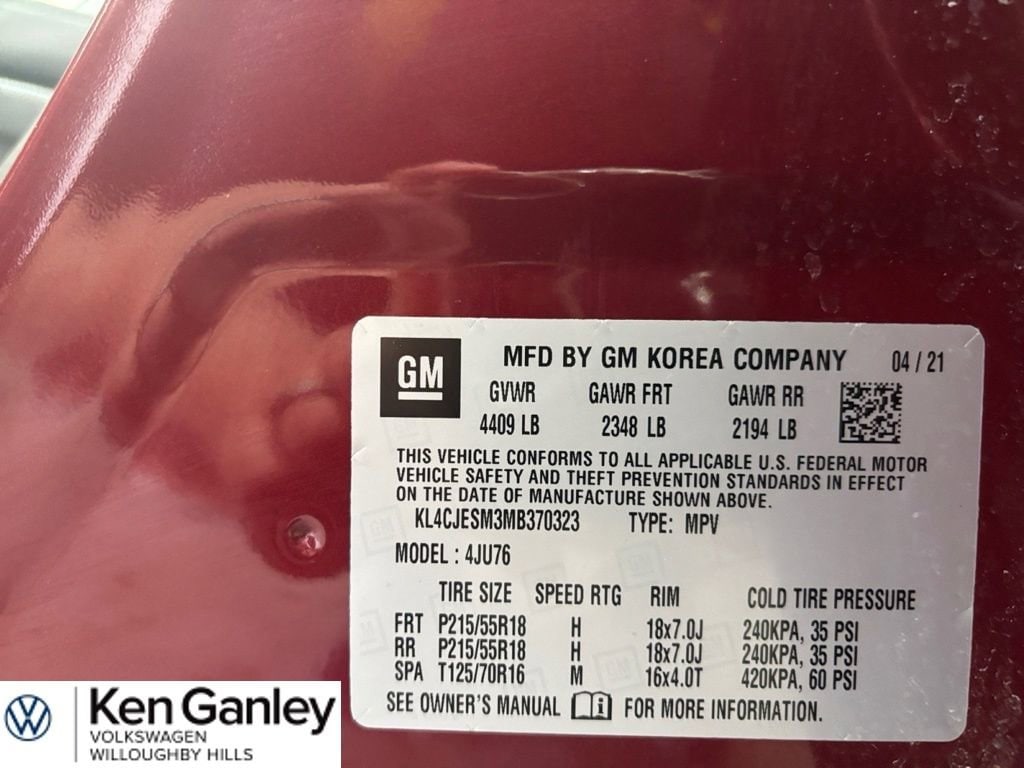 GM
MFD BY GM KOREA COMPANY 04 / 21
GVWR GAWR FRT GAWR RR
4409 LB 2348 LB 2194 LB
THIS VEHICLE CONFORMS TO ALL APPLICABLE U.S. FEDERAL MOTOR
VEHICLE SAFETY AND THEFT PREVENTION STANDARDS IN EFFECT
ON THE DATE OF MANUFACTURE SHOWN ABOVE.
KL4CJESM3MB370323 TYPE: MPV
MODEL : 4JU76
TIRE SIZE SPEED RTG RIM COLD TIRE PRESSURE
FRT P215/55R18 H 18x7.0J 240KPA, 35 PSI
RR P215/55R18 H 18x7.0J 240KPA, 35 PSI
SPA T125/70R16 M 16x4.0T 420KPA, 60 PSI
SEE OWNER'S MANUAL FOR MORE INFORMATION.
Ken Ganley
VOLKSWAGEN
WILLOUGHBY HILLS